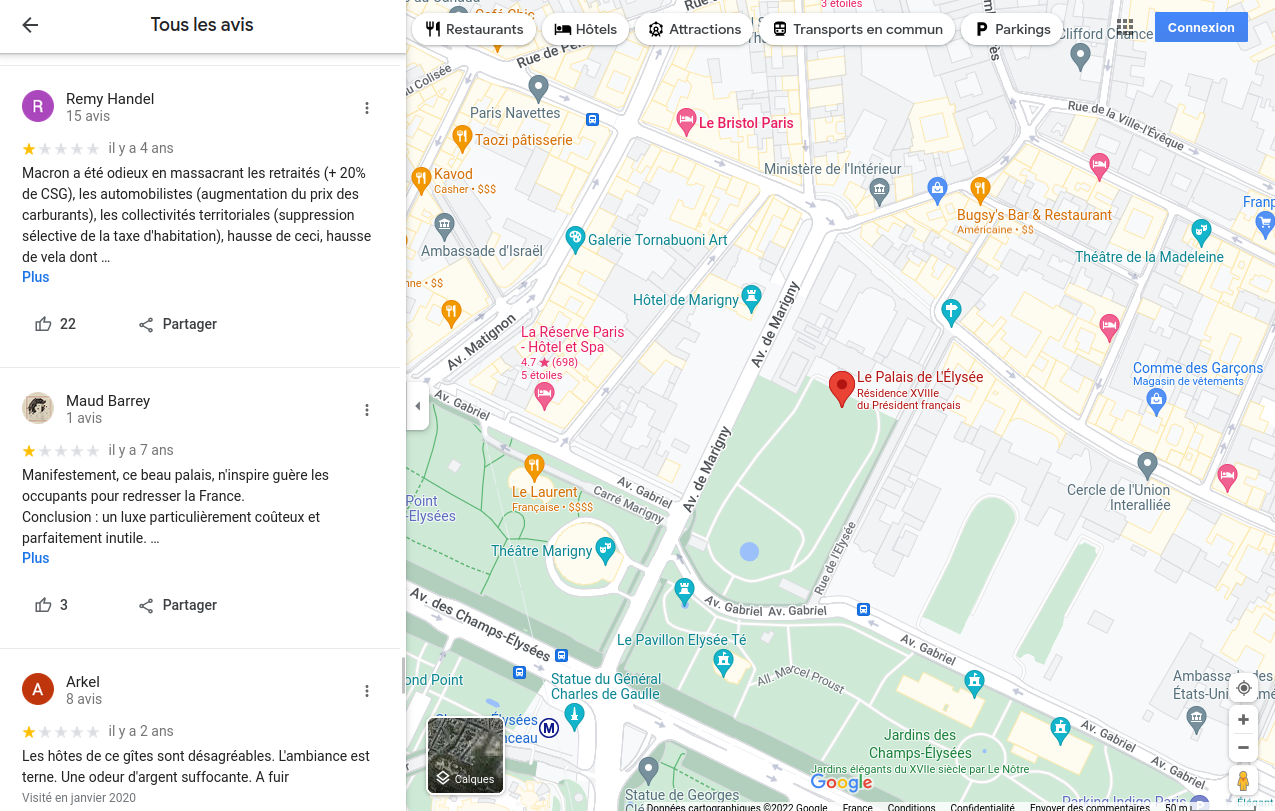 Tous les avis
R
Remy Handel
15 avis
il y a 4 ans
Macron a été odieux en massacrant les retraités (+ 20%
de CSG), les automobilistes (augmentation du prix des
carburants), les collectivités territoriales (suppression
sélective de la taxe d'habitation), hausse de ceci, hausse
de vela dont ...
Plus
22
Partager
Maud Barrey
1 avis
il y a 7 ans
Manifestement, ce beau palais, n'inspire guère les
occupants pour redresser la France.
Conclusion : un luxe particulièrement coûteux et
parfaitement inutile. ...
Plus
3
Partager
A
Arkel
8 avis
il y a 2 ans
Les hôtes de ce gîtes sont désagréables. L'ambiance est
terne. Une odeur d'argent suffocante. A fuir
Visité en janvier 2020
3 étoiles
Restaurants
Hôtels
Attractions
Transports en commun
P Parkings
Clifford Chance
Connexion
Rue de
Colisée
Paris Navettes
Taozi pâtisserie
Le Bristol Paris
Rue de la Ville-l'Évêque
Kavod
Casher • $$$
Ministère de l'Intérieur
Bugsy's Bar & Restaurant
Américaine • $$
Franp
Ambassade d'Israël
Galerie Tornabuoni Art
Théâtre de la Madeleine
nne • $$
Hôtel de Marigny
Av. de Marigny
Av. Matignon
La Réserve Paris
- Hôtel et Spa
4.7 ★ (698)
5 étoiles
Le Palais de L'Élysée
Résidence XVIIIe
du Président français
Comme des Garçons
Magasin de vêtements
Av. Gabriel
Av. de Marigny
Le Laurent
Française • $$$$
Av. Gabriel
Carré Marigny
Point
-Elysées
Cercle de l'Union
Interalliée
Théâtre Marigny
Rue de l'Elysée
Av. des Champs-Élysées
Av. Gabriel Av. Gabriel
Av. Gabriel
Le Pavillon Elysée Té
All. Marcel Proust
ond Point
Statue du Général
Charles de Gaulle
Ambassade des
États-Unis
M
Av. Gabriel
Jardins des
Champs-Élysées
Jardins élégants du XVIIe siècle par Le Nôtre
Calques
Google
Statue de Georges
Parking Indigo Paris
Données cartographiques ©2022 Google
France
Conditions
Confidentialité
Envoyer des commentaires
50 m